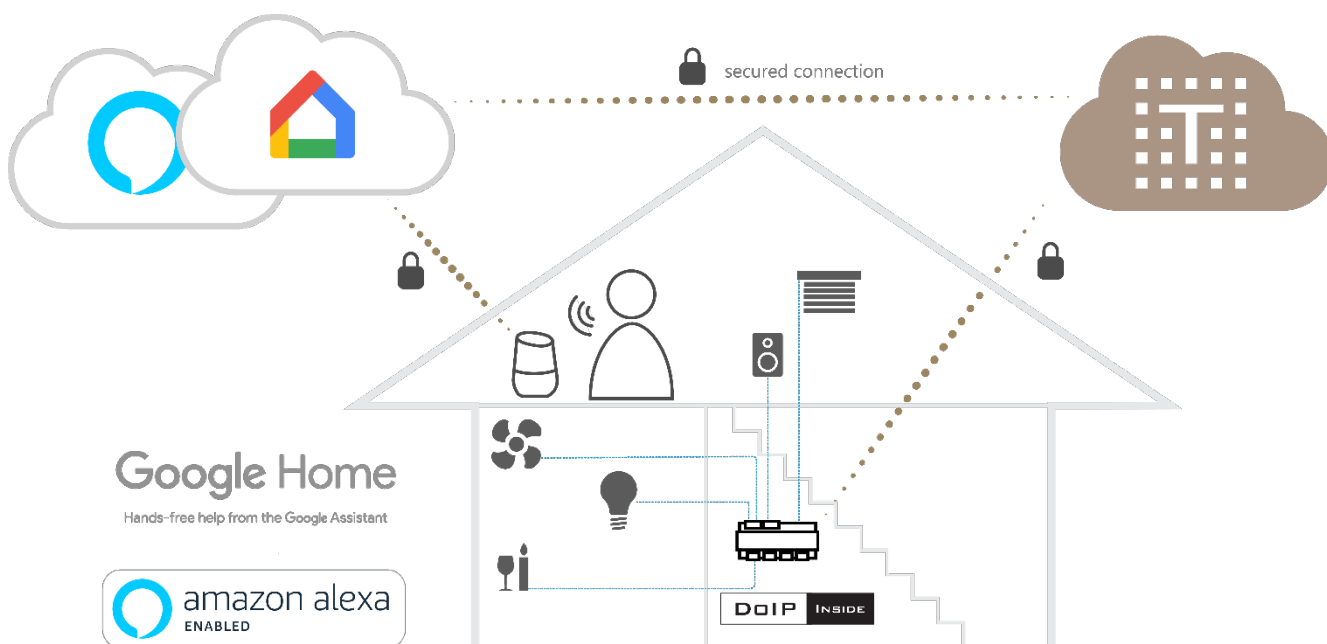 secured connection
T
Google Home
Hands-free help from the Google Assistant
amazon alexa
ENABLED
DoIP INSIDE